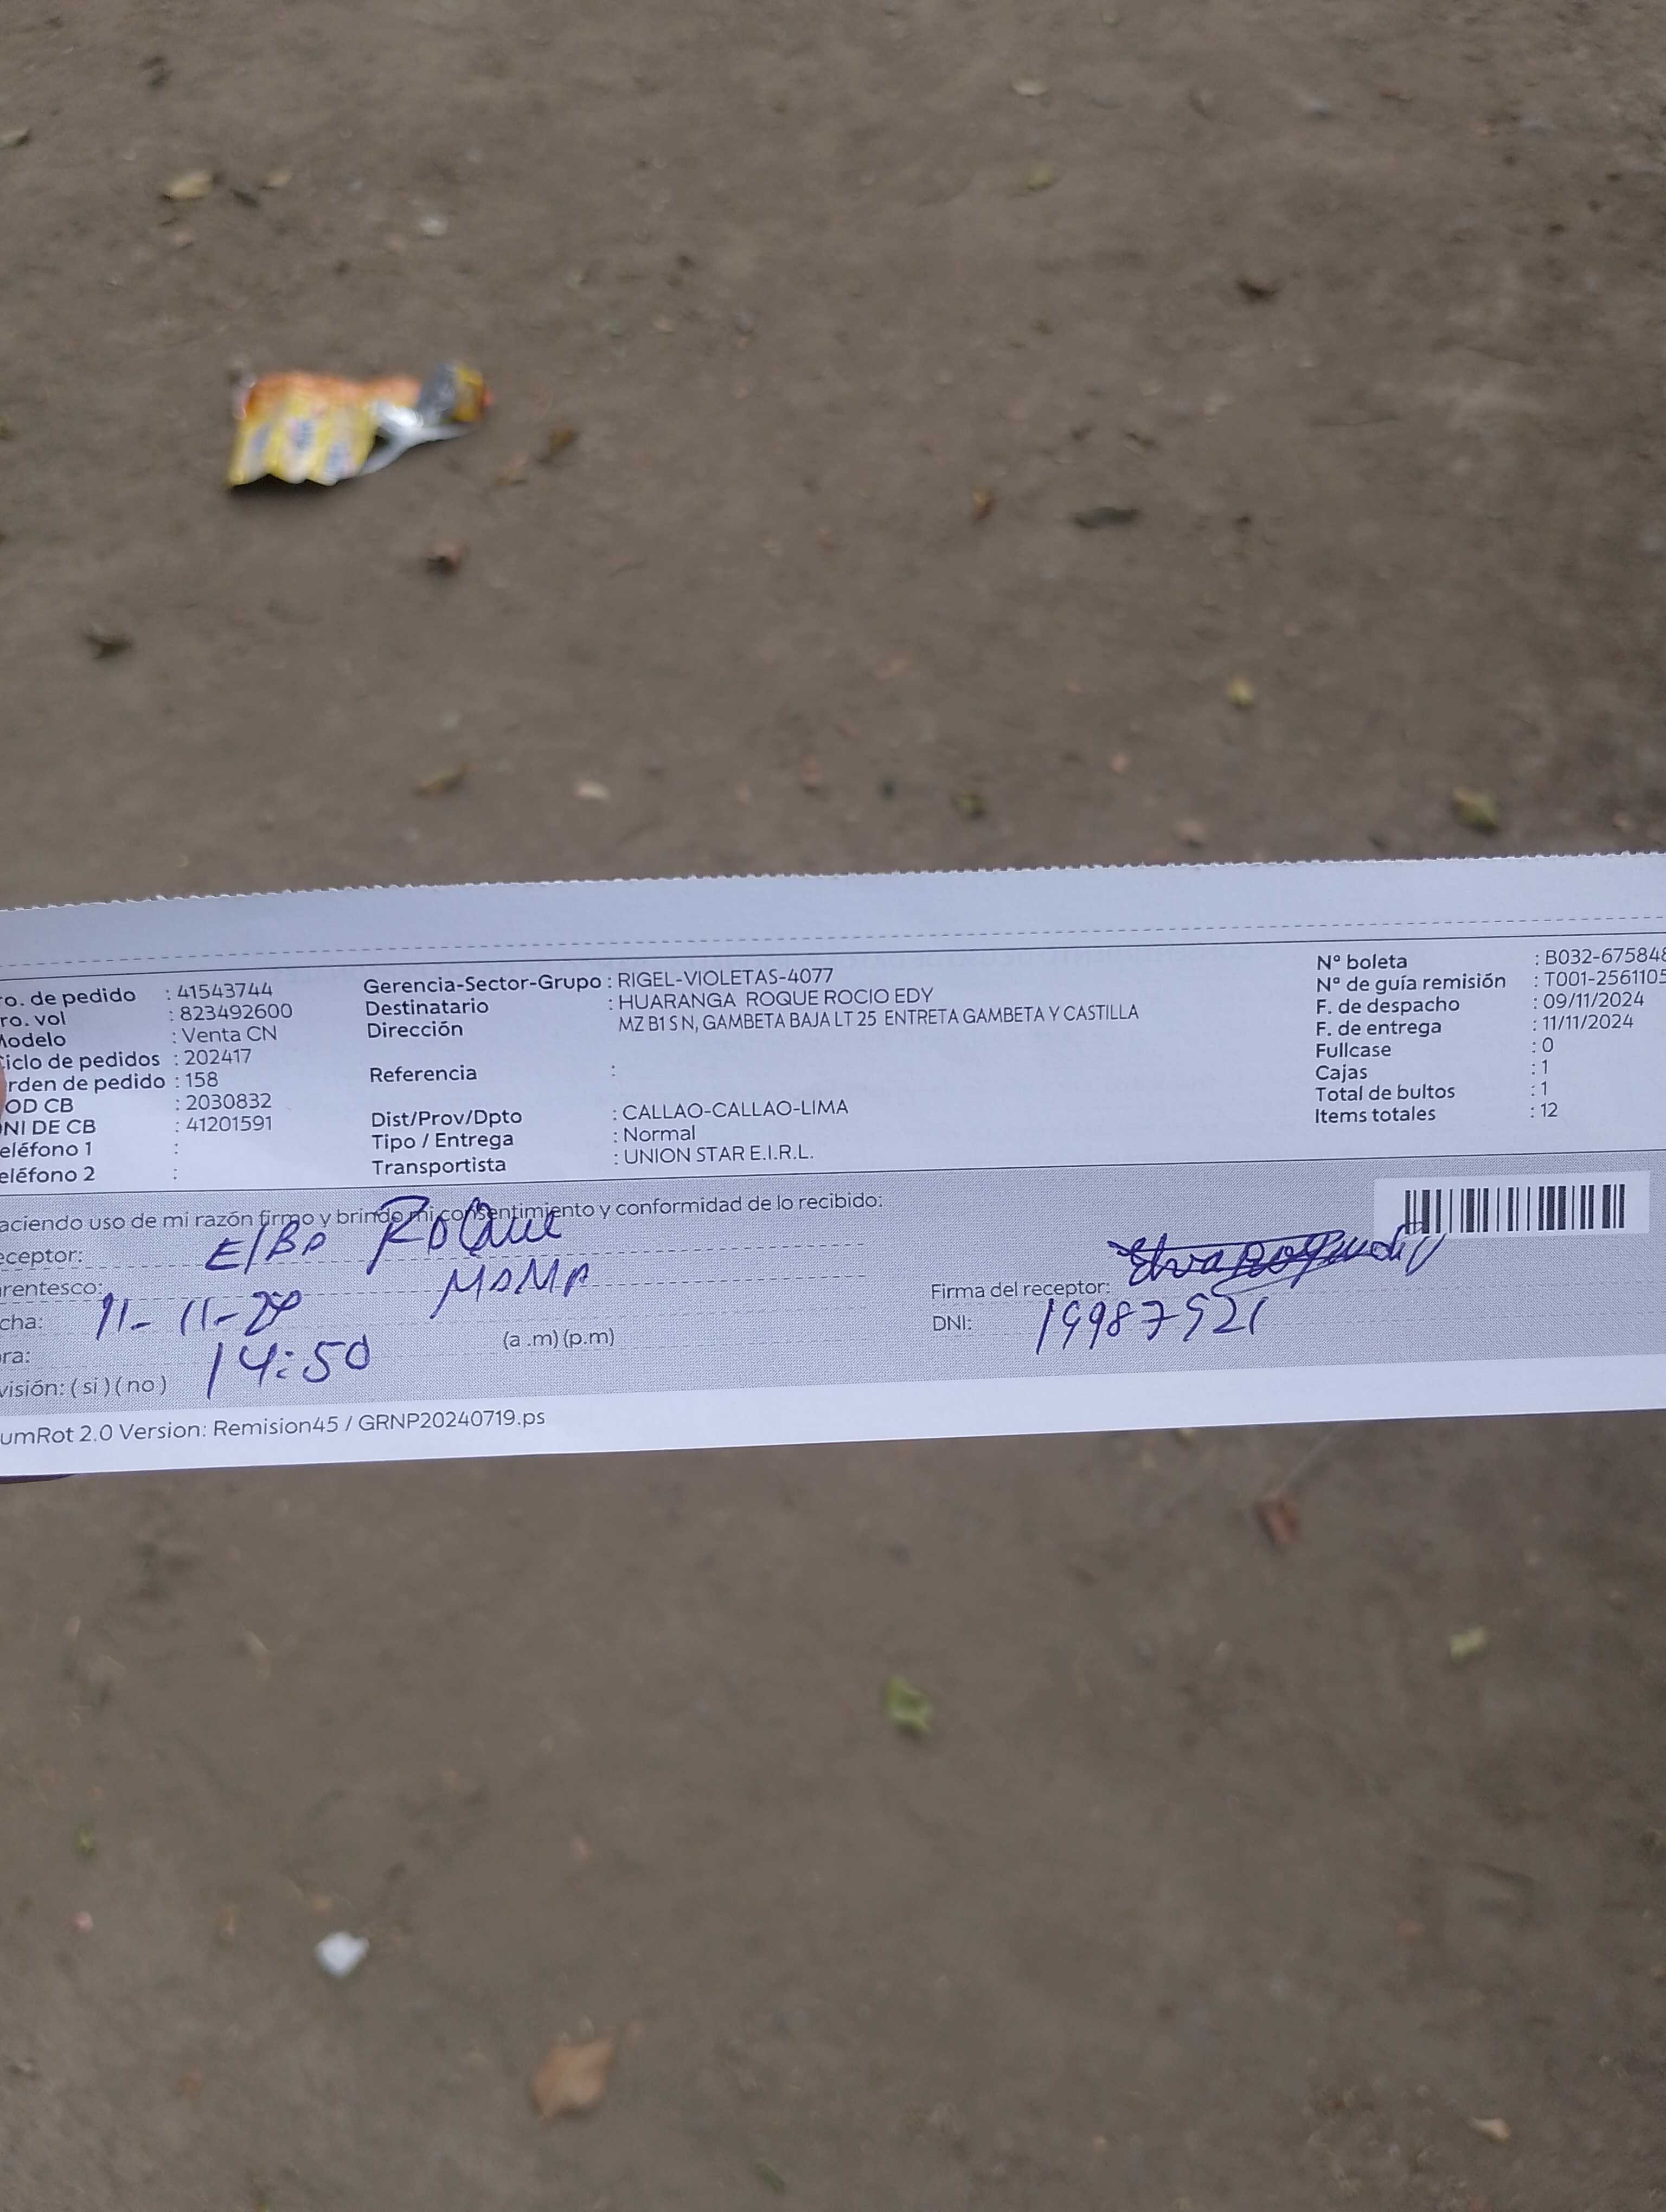 ro. de pedido : 41543744
ro. vol : 823492600
Modelo : Venta CN
Ciclo de pedidos : 202417
rden de pedido : 158
OD CB : 2030832
NI DE CB : 41201591
eléfono 1 :
eléfono 2 :
Gerencia-Sector-Grupo : RIGEL-VIOLETAS-4077
Destinatario : HUARANGA ROQUE ROCIO EDY
Dirección MZ B1 S N, GAMBETA BAJA LT 25 ENTRETA GAMBETA Y CASTILLA
Referencia :
Dist/Prov/Dpto : CALLAO-CALLAO-LIMA
Tipo / Entrega : Normal
Transportista : UNION STAR E.I.R.L.
Nº boleta : B032-675848
Nº de guía remisión : T001-2561105
F. de despacho : 09/11/2024
F. de entrega : 11/11/2024
Fullcase : 0
Cajas : 1
Total de bultos : 1
Items totales : 12
aciendo uso de mi razón firmo y brindo mi consentimiento y conformidad de lo recibido:
eceptor: ElBA ROQUE
rentesco: MAMA
cha: 11-11-
ra: 14:50 (a .m) (p.m)
visión: ( si ) ( no )
Firma del receptor:
DNI: 19987521
umRot 2.0 Version: Remision45 / GRNP20240719.ps